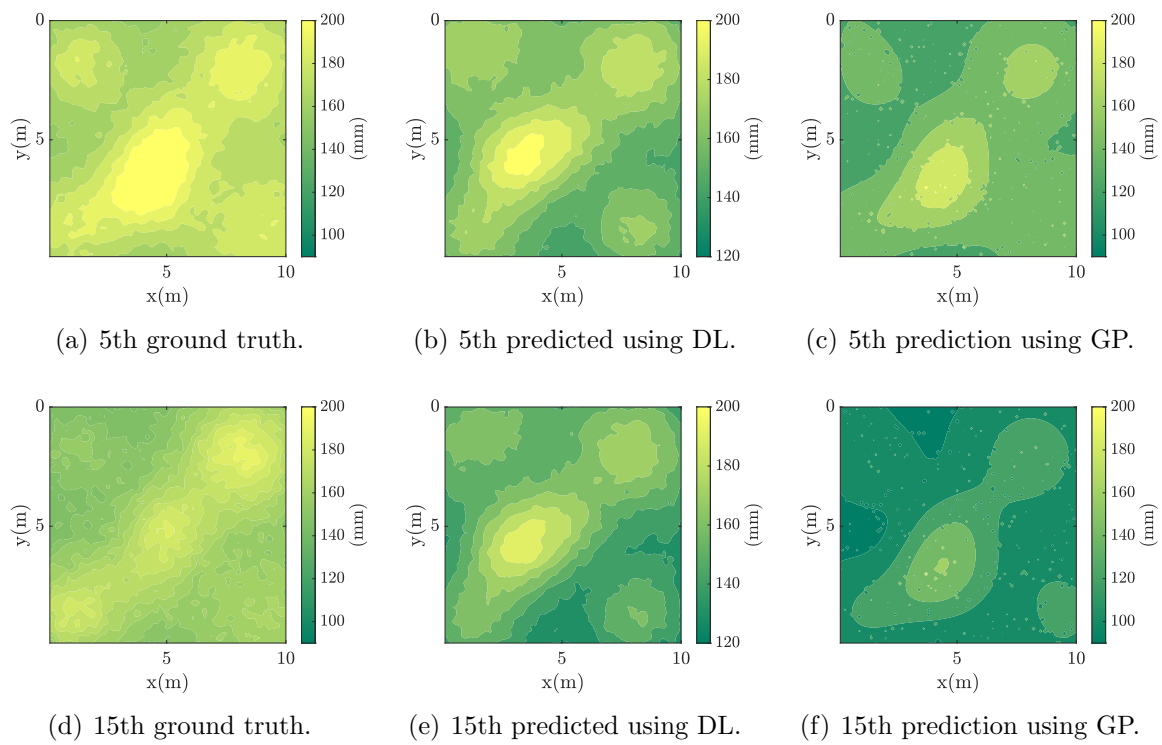 0
5
y(m)
5
10
x(m)
200
180
160
140
120
100
(mm)
(a) 5th ground truth.
0
5
y(m)
5
10
x(m)
200
180
160
140
120
(mm)
(b) 5th predicted using DL.
0
5
y(m)
5
10
x(m)
200
180
160
140
120
100
(mm)
(c) 5th prediction using GP.
0
5
y(m)
5
10
x(m)
200
180
160
140
120
100
(mm)
(d) 15th ground truth.
0
5
y(m)
5
10
x(m)
200
180
160
140
120
(mm)
(e) 15th predicted using DL.
0
5
y(m)
5
10
x(m)
200
180
160
140
120
100
(mm)
(f) 15th prediction using GP.